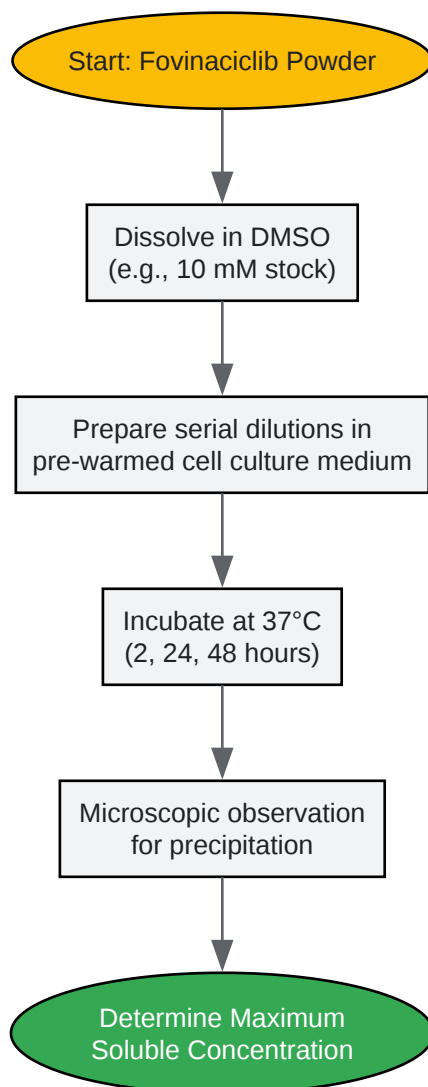 Start: Fovinaciclib Powder
Dissolve in DMSO
(e.g., 10 mM stock)
Prepare serial dilutions in
pre-warmed cell culture medium
Incubate at 37°C
(2, 24, 48 hours)
Microscopic observation
for precipitation
Determine Maximum
Soluble Concentration